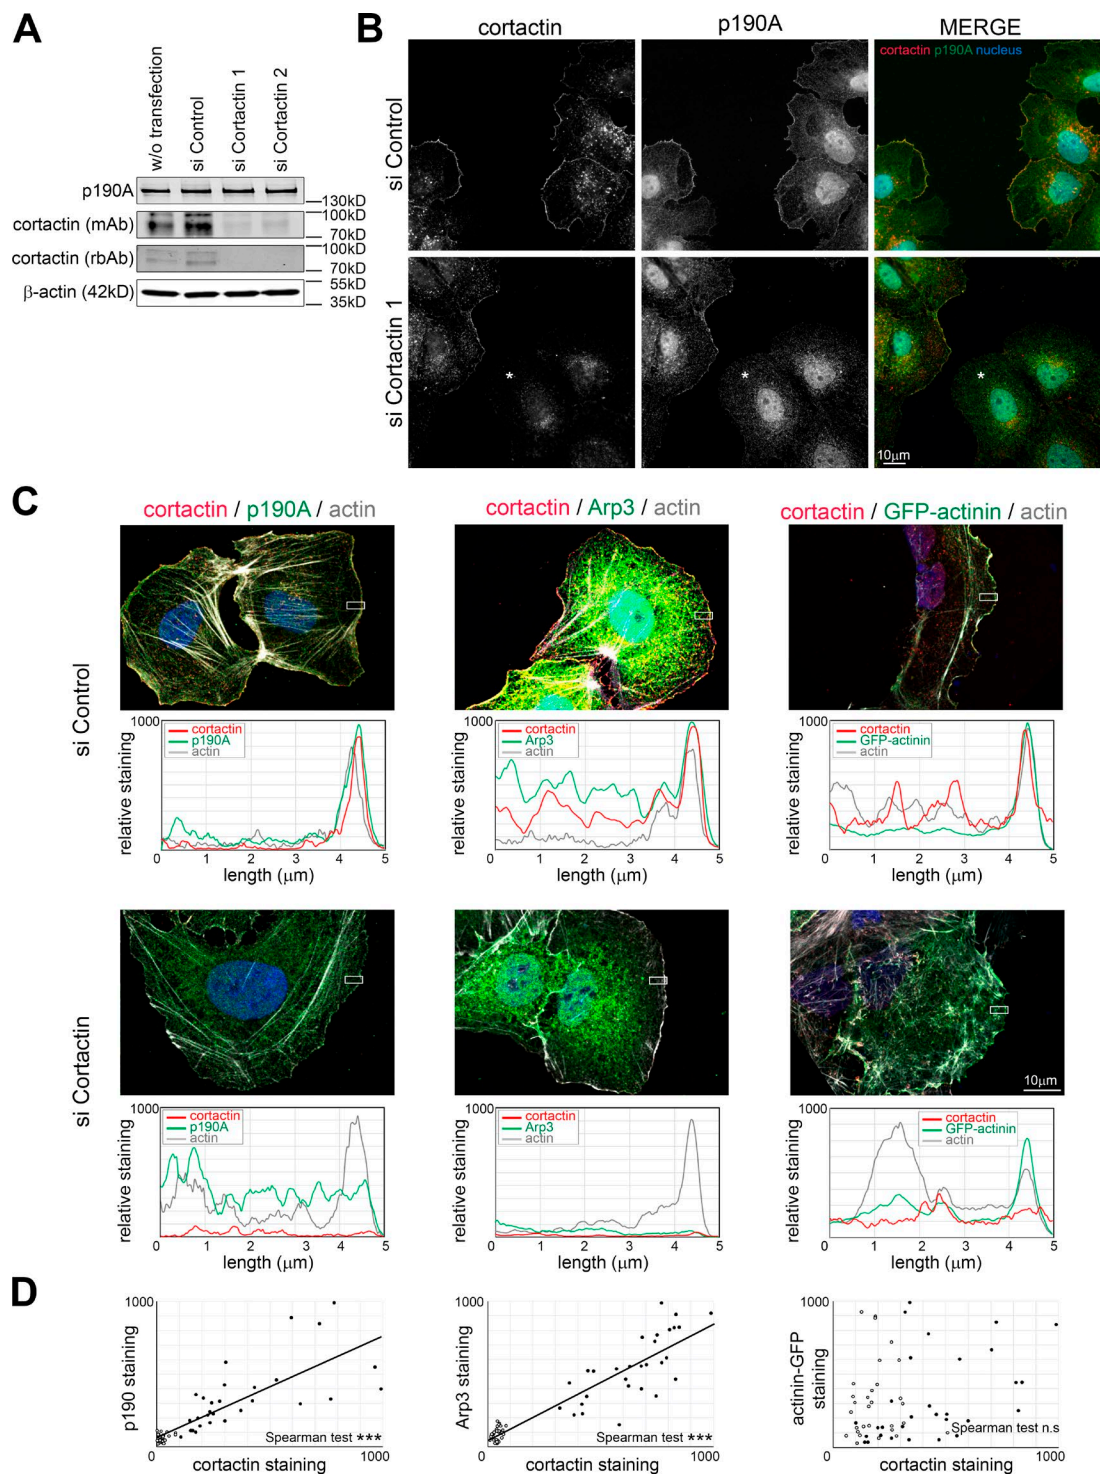 A
w/o transfection
si Control
si Cortactin 1
si Cortactin 2
p190A
130kD
cortactin (mAb)
100kD
70kD
cortactin (rbAb)
100kD
70kD
β-actin (42kD)
55kD
35kD
B
cortactin
p190A
MERGE
cortactin p190A nucleus
si Control
si Cortactin 1
*
*
*
10μm
C
cortactin / p190A / actin
cortactin / Arp3 / actin
cortactin / GFP-actinin / actin
si Control
1000
relative staining
cortactin
p190A
actin
0 1 2 3 4 5
length (μm)
1000
relative staining
cortactin
Arp3
actin
0 1 2 3 4 5
length (μm)
1000
relative staining
cortactin
GFP-actinin
actin
0 1 2 3 4 5
length (μm)
si Cortactin
10μm
1000
relative staining
cortactin
p190A
actin
0 1 2 3 4 5
length (μm)
1000
relative staining
cortactin
Arp3
actin
0 1 2 3 4 5
length (μm)
1000
relative staining
cortactin
GFP-actinin
actin
0 1 2 3 4 5
length (μm)
D
1000
p190 staining
Spearman test ***
0 1000
cortactin staining
1000
Arp3 staining
Spearman test ***
0 1000
cortactin staining
1000
actinin-GFP
staining
Spearman test n.s
0 1000
cortactin staining